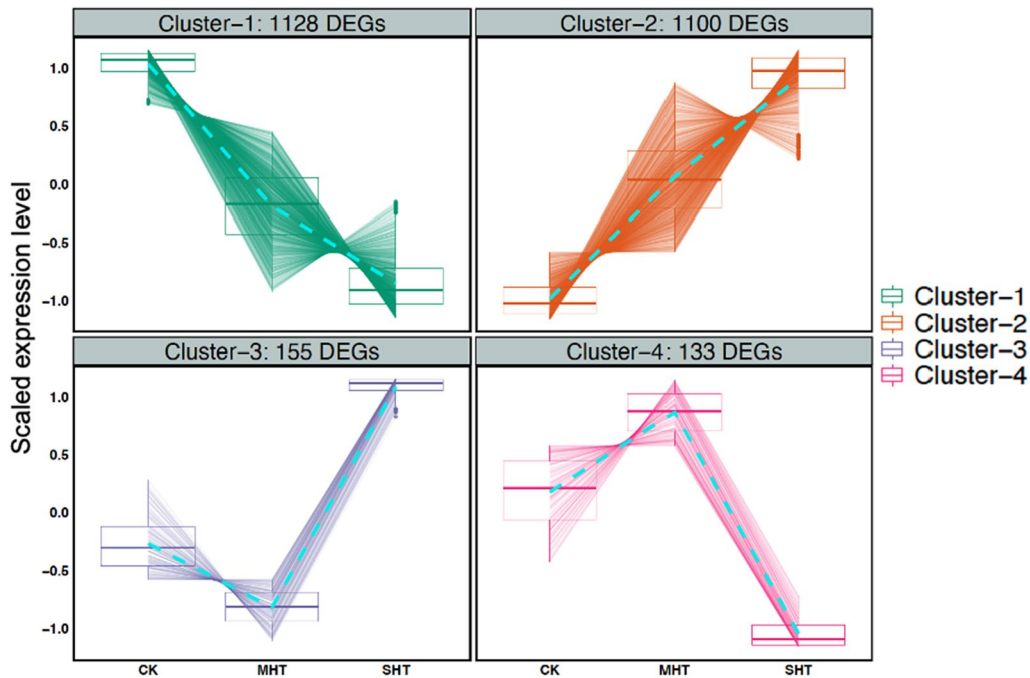 Cluster−1: 1128 DEGs
Cluster−2: 1100 DEGs
1.0
0.5
0.0
−0.5
−1.0
Cluster−3: 155 DEGs
Cluster−4: 133 DEGs
1.0
0.5
0.0
−0.5
−1.0
Scaled expression level
CK MHT SHT
CK MHT SHT
Cluster−1
Cluster−2
Cluster−3
Cluster−4